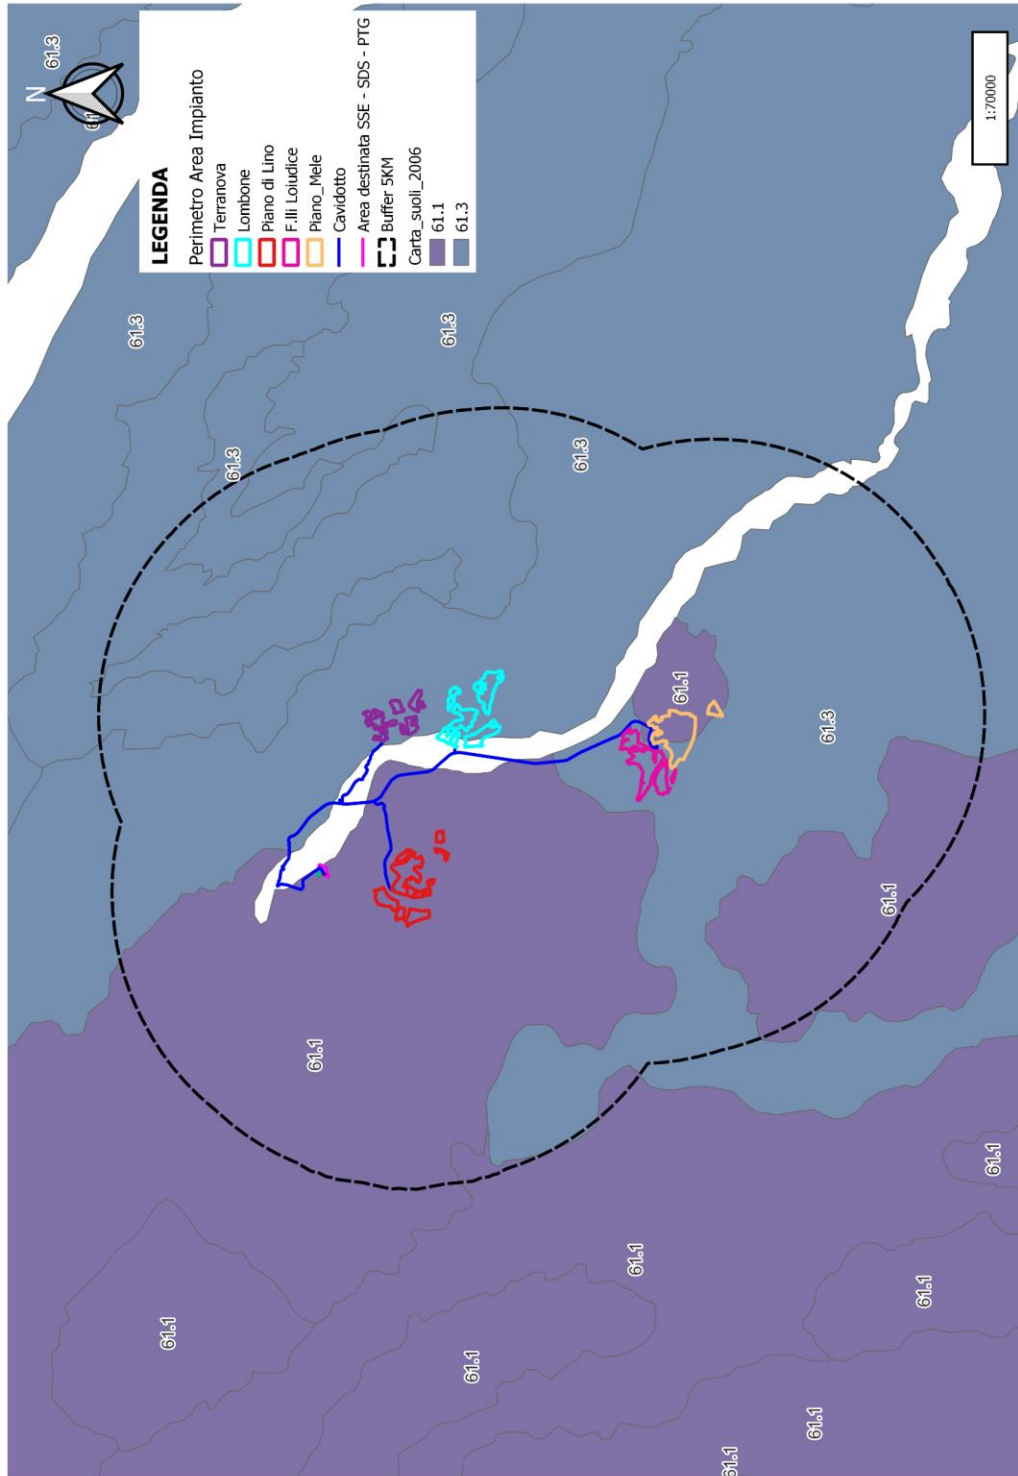 N
61.3
61
LEGENDA
Perimetro Area Impianto
Terranova
Lombone
Piano di Lino
F.lli Loiudice
Piano_Mele
Cavidotto
Area destinata SSE - SDS - PTG
Buffer 5KM
Carta_suoli_2006
61.1
61.3
61.3
61.3
61.3
61.3
61.1
61.3
61.1
61.1
61.1
61.1
61.1
61.1
61.1
61.1
61.1
1:70000